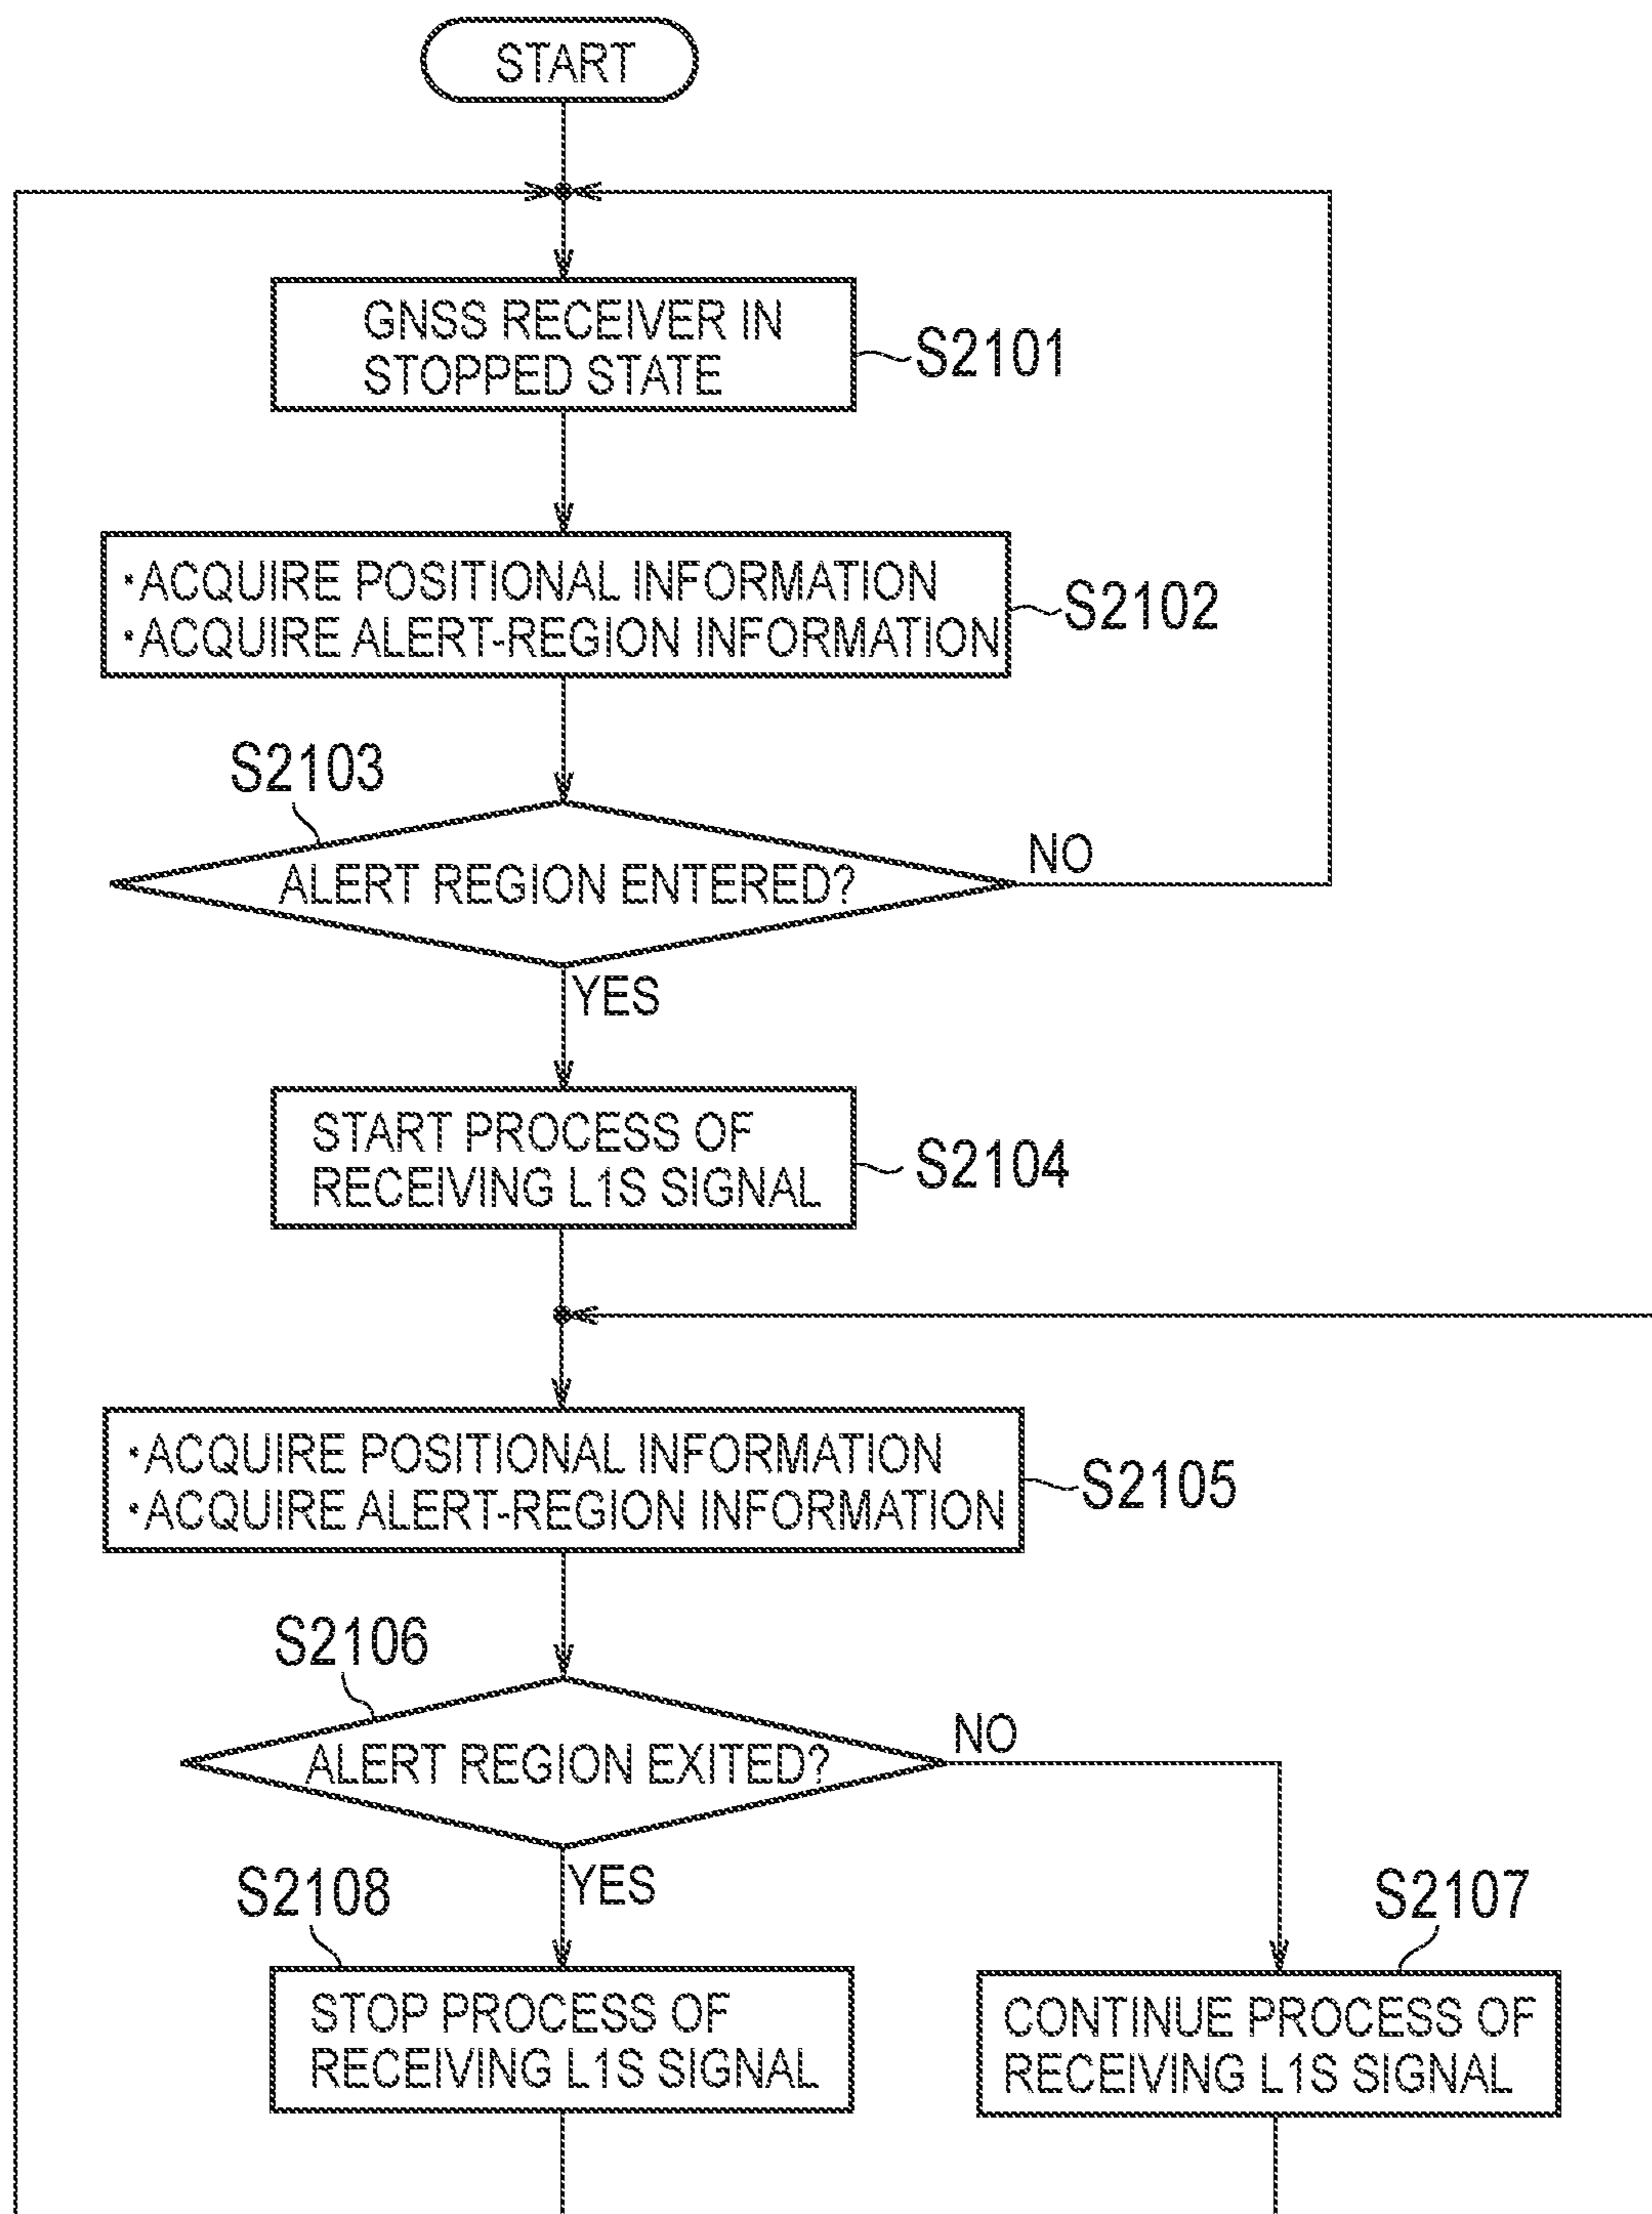 START
GNSS RECEIVER IN
STOPPED STATE
S2101
·ACQUIRE POSITIONAL INFORMATION
·ACQUIRE ALERT-REGION INFORMATION
S2102
S2103
ALERT REGION ENTERED?
NO
YES
START PROCESS OF
RECEIVING L1S SIGNAL
S2104
·ACQUIRE POSITIONAL INFORMATION
·ACQUIRE ALERT-REGION INFORMATION
S2105
S2106
ALERT REGION EXITED?
NO
YES
S2108
S2107
STOP PROCESS OF
RECEIVING L1S SIGNAL
CONTINUE PROCESS OF
RECEIVING L1S SIGNAL